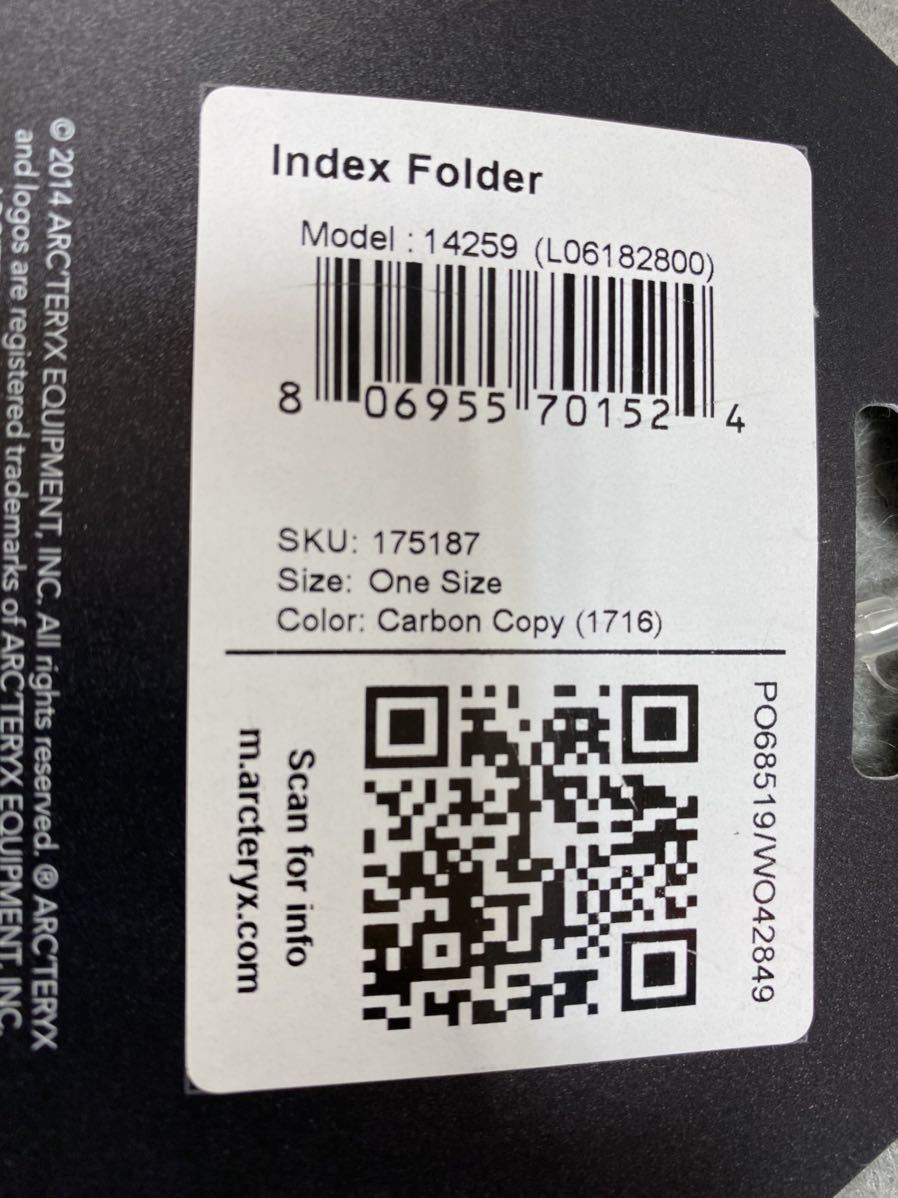 Index Folder
Model : 14259 (L06182800)
8 06955 70152 4
SKU: 175187
Size: One Size
Color: Carbon Copy (1716)
PO68519/WO42849
Scan for info
m.arcteryx.com
© 2014 ARC'TERYX EQUIPMENT, INC. All rights reserved. ® ARC'TERYX
and logos are registered trademarks of ARC'TERYX EQUIPMENT, INC.